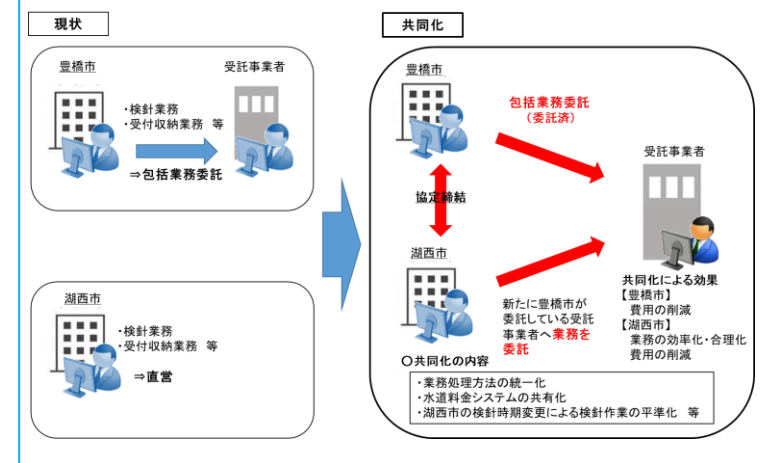 現状
豊橋市
受託事業者
・検針業務
・受付収納業務 等
⇒包括業務委託
湖西市
・検針業務
・受付収納業務 等
⇒直営
共同化
豊橋市
包括業務委託
（委託済）
受託事業者
協定締結
湖西市
新たに豊橋市が
委託している受託
事業者へ業務を
委託
共同化による効果
【豊橋市】
費用の削減
【湖西市】
業務の効率化・合理化
費用の削減
〇共同化の内容
・業務処理方法の統一化
・水道料金システムの共有化
・湖西市の検針時期変更による検針作業の平準化 等